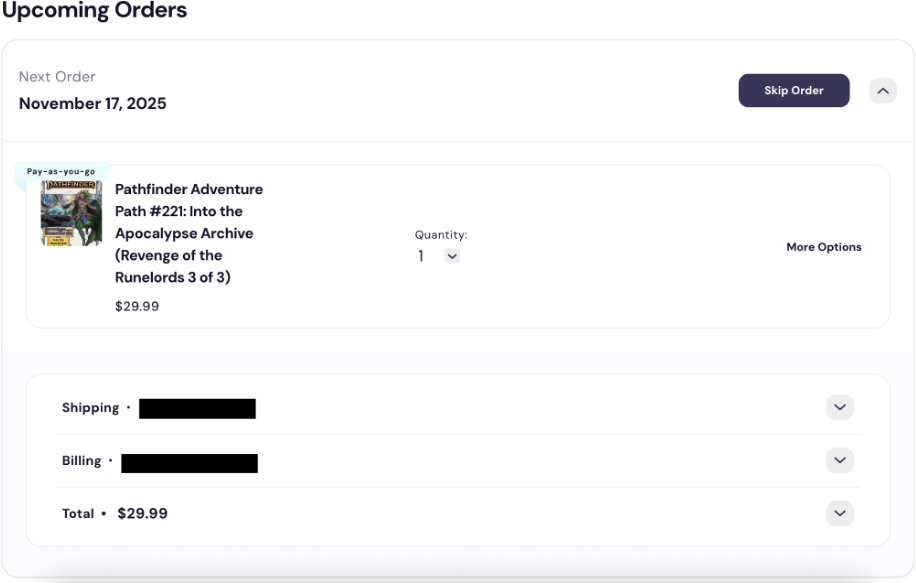 Upcoming Orders
Next Order
November 17, 2025
Skip Order
Pay-as-you-go
PATHFINDER
Pathfinder Adventure
Path #221: Into the
Apocalypse Archive
(Revenge of the
Runelords 3 of 3)
$29.99
Quantity:
1
More Options
Shipping •
Billing •
Total • $29.99